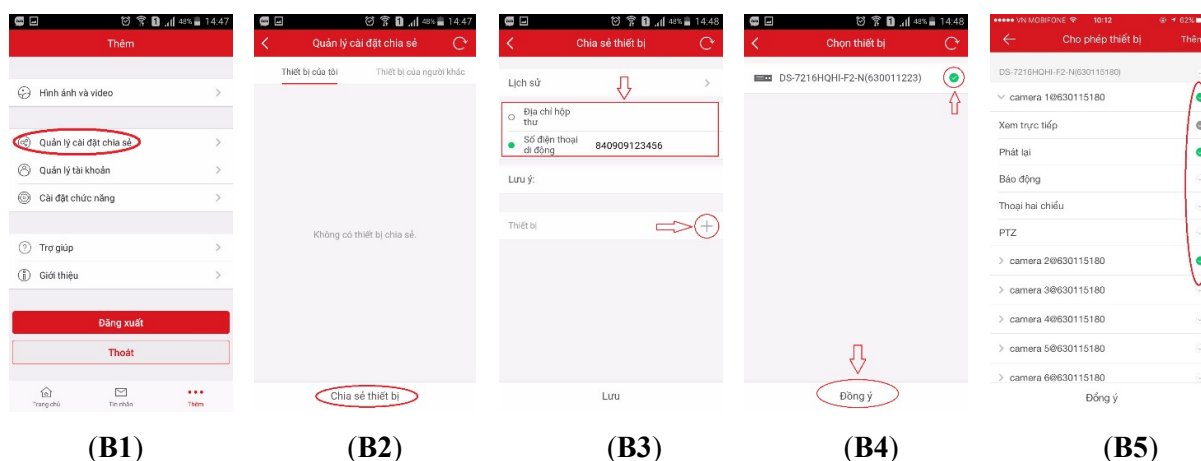 48% 14:47
Thêm
Hình ảnh và video
Quản lý cài đặt chia sẻ
Quản lý tài khoản
Cài đặt chức năng
Trợ giúp
Giới thiệu
Đăng xuất
Thoát
Trang chủ
Tin nhắn
Thêm
(B1)
48% 14:47
Quản lý cài đặt chia sẻ
Thiết bị của tôi
Thiết bị của người khác
Không có thiết bị chia sẻ.
Chia sẻ thiết bị
(B2)
48% 14:48
Chia sẻ thiết bị
Lịch sử
Địa chỉ hộp
thư
Số điện thoại
di động
840909123456
Lưu ý:
Thiết bị
Lưu
(B3)
48% 14:48
Chọn thiết bị
DS-7216HQHI-F2-N(630011223)
Đồng ý
(B4)
VN MOBIFONE 10:12 62%
Cho phép thiết bị
Thêm
DS-7216HQHI-F2-N(630115180)
camera 1@630115180
Xem trực tiếp
Phát lại
Báo động
Thoại hai chiều
PTZ
camera 2@630115180
camera 3@630115180
camera 4@630115180
camera 5@630115180
camera 6@630115180
Đồng ý
(B5)